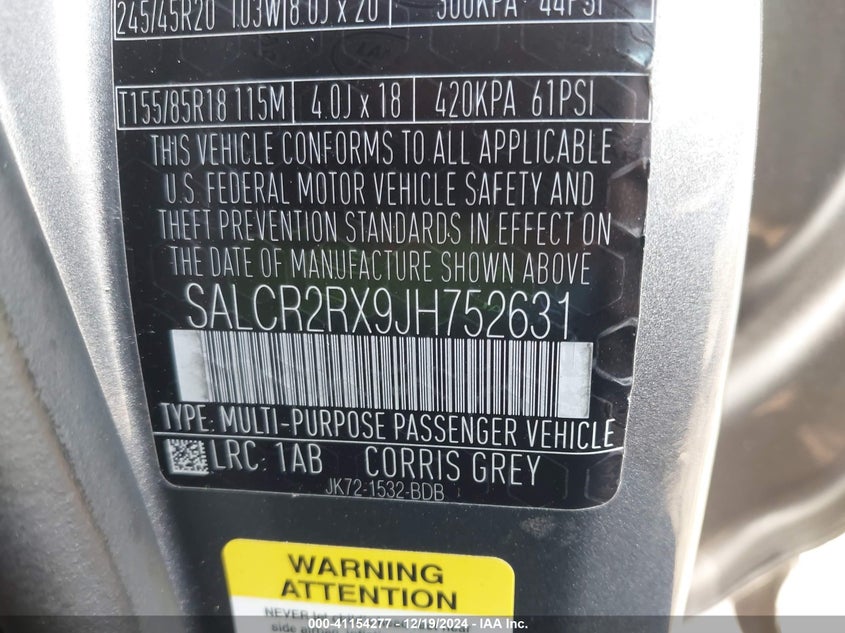 245/45R20 103W 8.0J x 20 300KPA 44PSI
T155/85R18 115M 4.0J x 18 420KPA 61PSI
THIS VEHICLE CONFORMS TO ALL APPLICABLE
U.S. FEDERAL MOTOR VEHICLE SAFETY AND
THEFT PREVENTION STANDARDS IN EFFECT ON
THE DATE OF MANUFACTURE SHOWN ABOVE
SALCR2RX9JH752631
TYPE: MULTI-PURPOSE PASSENGER VEHICLE
LRC: 1AB CORRIS GREY
JK72-1532-BDB
WARNING
ATTENTION
NEVER
side
000-41154277 - 12/19/2024 - IAA Inc.